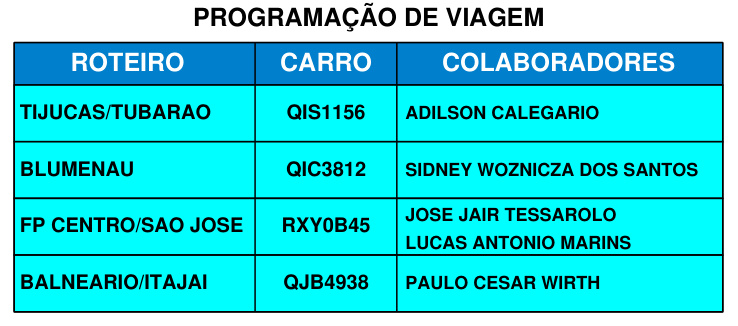 PROGRAMAÇÃO DE VIAGEM
ROTEIRO CARRO COLABORADORES
TIJUCAS/TUBARAO QIS1156 ADILSON CALEGARIO
BLUMENAU QIC3812 SIDNEY WOZNICZA DOS SANTOS
FP CENTRO/SAO JOSE RXY0B45 JOSE JAIR TESSAROLO
LUCAS ANTONIO MARINS
BALNEARIO/ITAJAI QJB4938 PAULO CESAR WIRTH